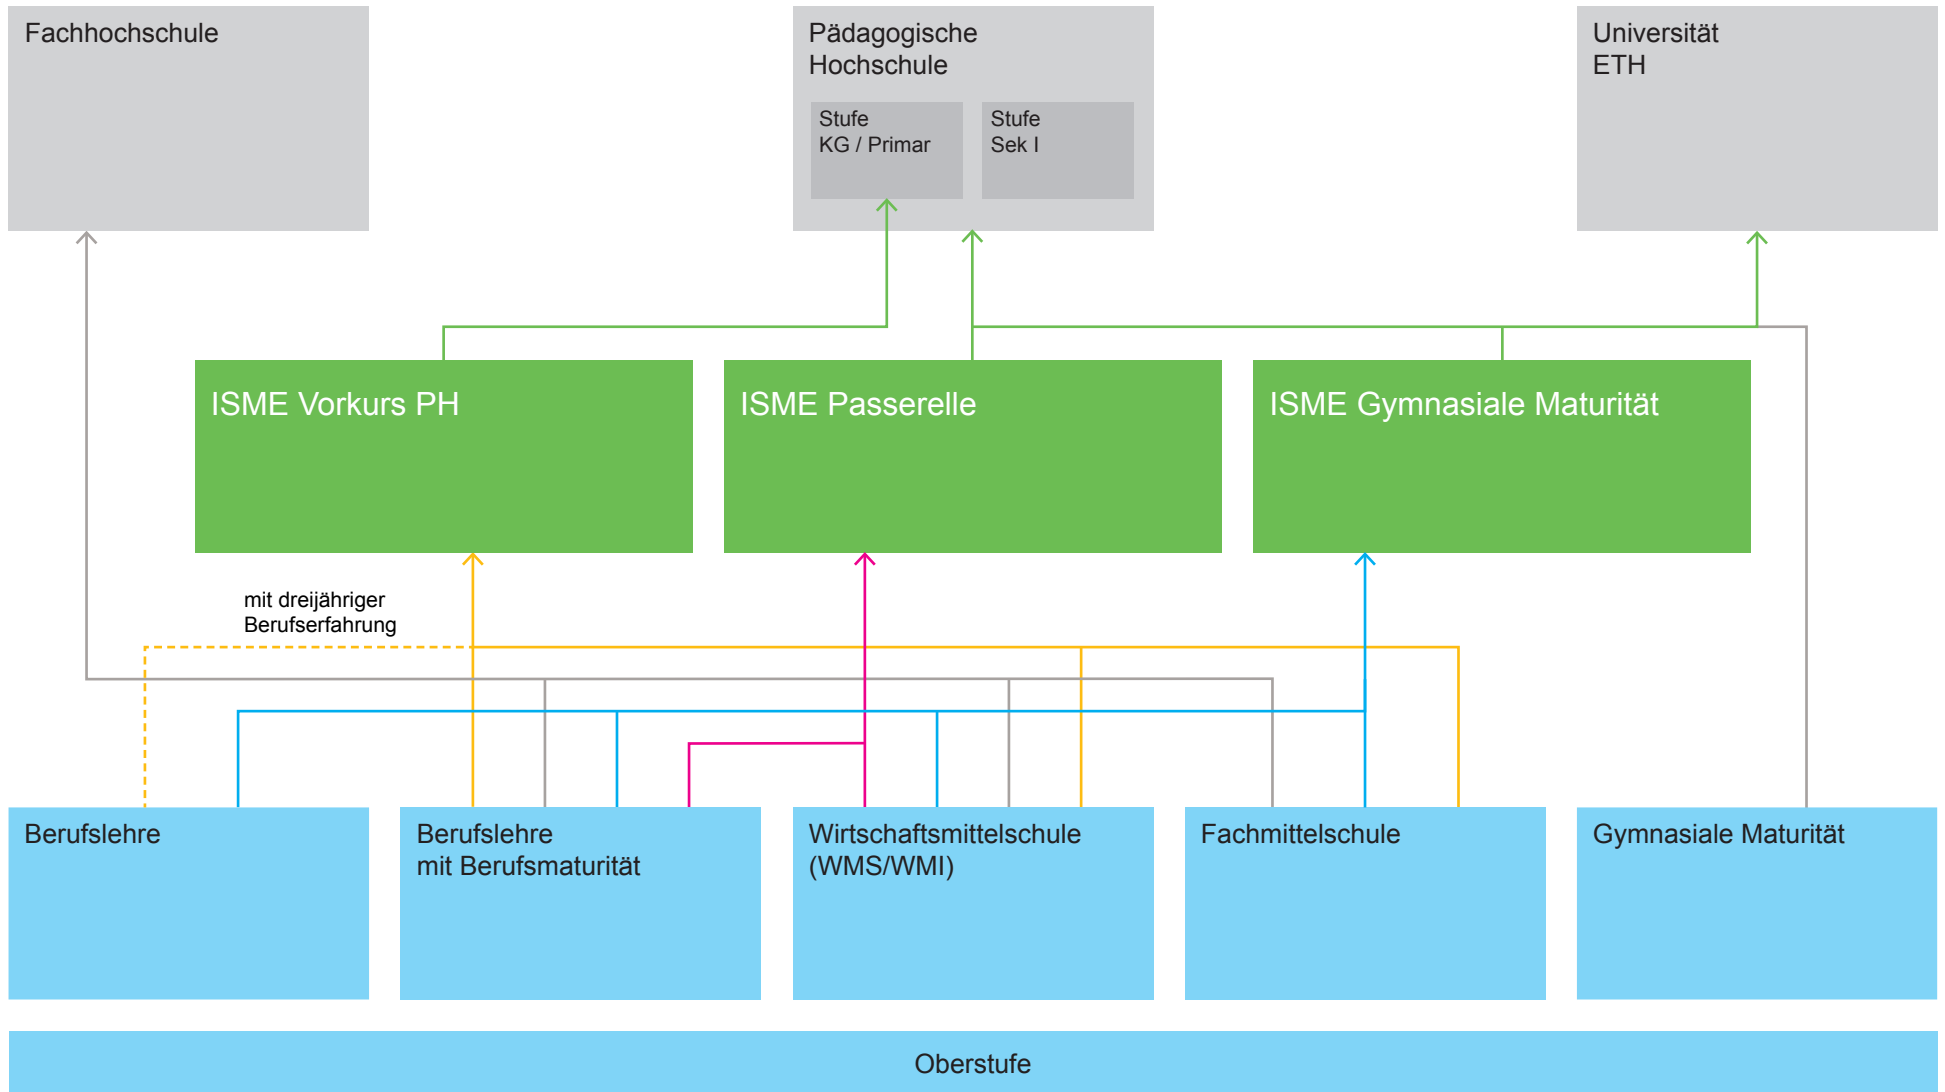 Fachhochschule
Pädagogische
Hochschule
Stufe
KG / Primar
Stufe
Sek I
Universität
ETH
ISME Vorkurs PH
ISME Passerelle
ISME Gymnasiale Maturität
mit dreijähriger
Berufserfahrung
Berufslehre
Berufslehre
mit Berufsmaturität
Wirtschaftsmittelschule
(WMS/WMI)
Fachmittelschule
Gymnasiale Maturität
Oberstufe